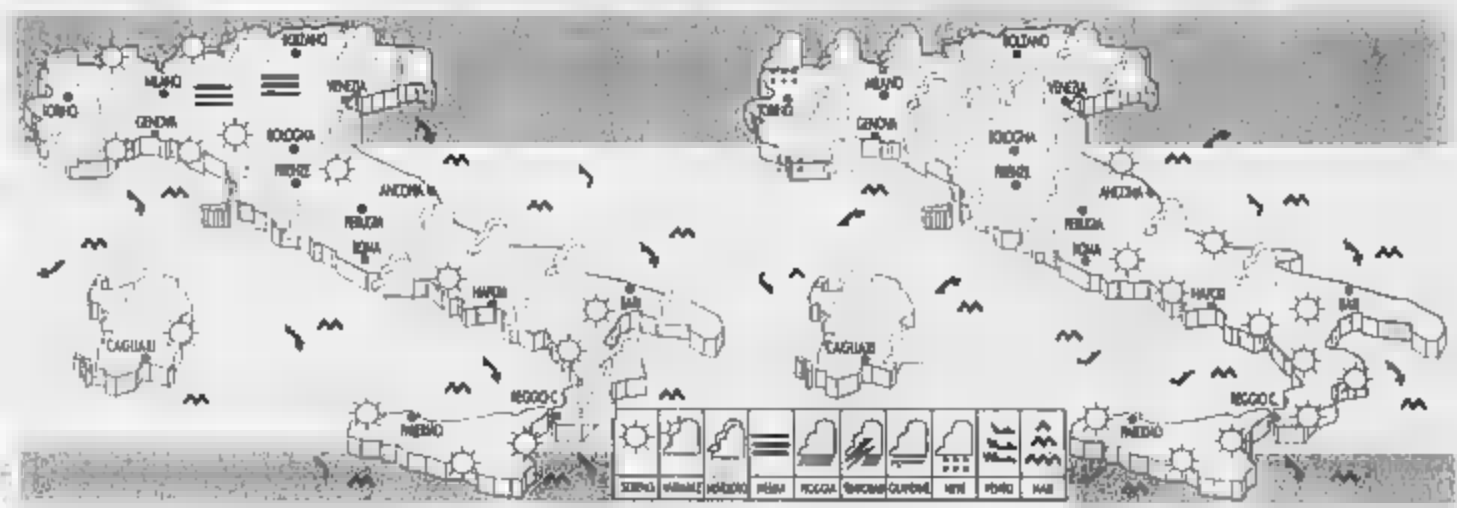 BOLZANO
MILANO
VENEZIA
TORINO
GENOVA
BOLOGNA
FIRENZE
ANCONA
PERUGIA
ROMA
NAPOLI
BARI
CAGLIARI
REGGIO C.
PALERMO
BOLZANO
MILANO
VENEZIA
TORINO
GENOVA
BOLOGNA
FIRENZE
ANCONA
PERUGIA
ROMA
NAPOLI
BARI
CAGLIARI
REGGIO C.
PALERMO
SERENO VARIABILE NUVOLOSO NEBBIA PIOGGIA TEMPORALE NEVE VENTO MARI